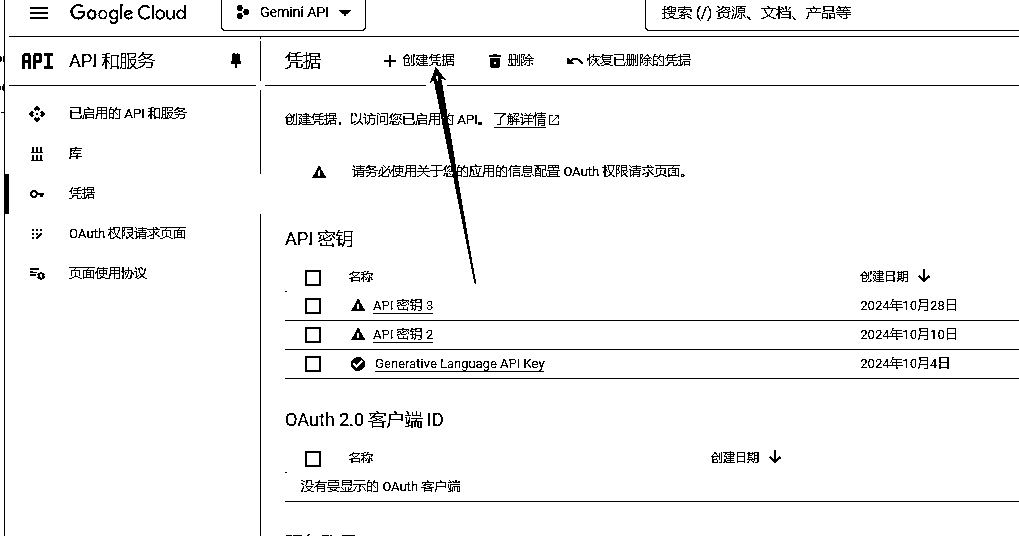 Google Cloud
Gemini API
搜索 (/) 资源、文档、产品等
API API 和服务
凭据
创建凭据
删除
恢复已删除的凭据
已启用的 API 和服务
库
凭据
OAuth 权限请求页面
页面使用协议
创建凭据，以访问您已启用的 API。 了解详情
请务必使用关于您的应用的信息配置 OAuth 权限请求页面。
API 密钥
名称 创建日期
API 密钥 3 2024年10月28日
API 密钥 2 2024年10月10日
Generative Language API Key 2024年10月4日
OAuth 2.0 客户端 ID
名称 创建日期
没有要显示的 OAuth 客户端